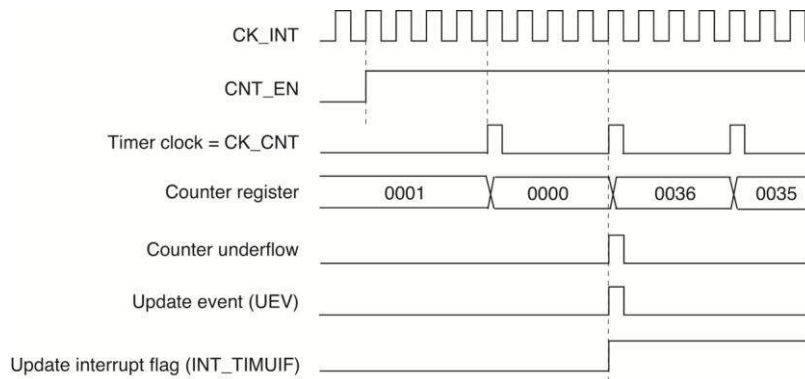 CK_INT
CNT_EN
Timer clock = CK_CNT
Counter register 0001 0000 0036 0035
Counter underflow
Update event (UEV)
Update interrupt flag (INT_TIMUIF)